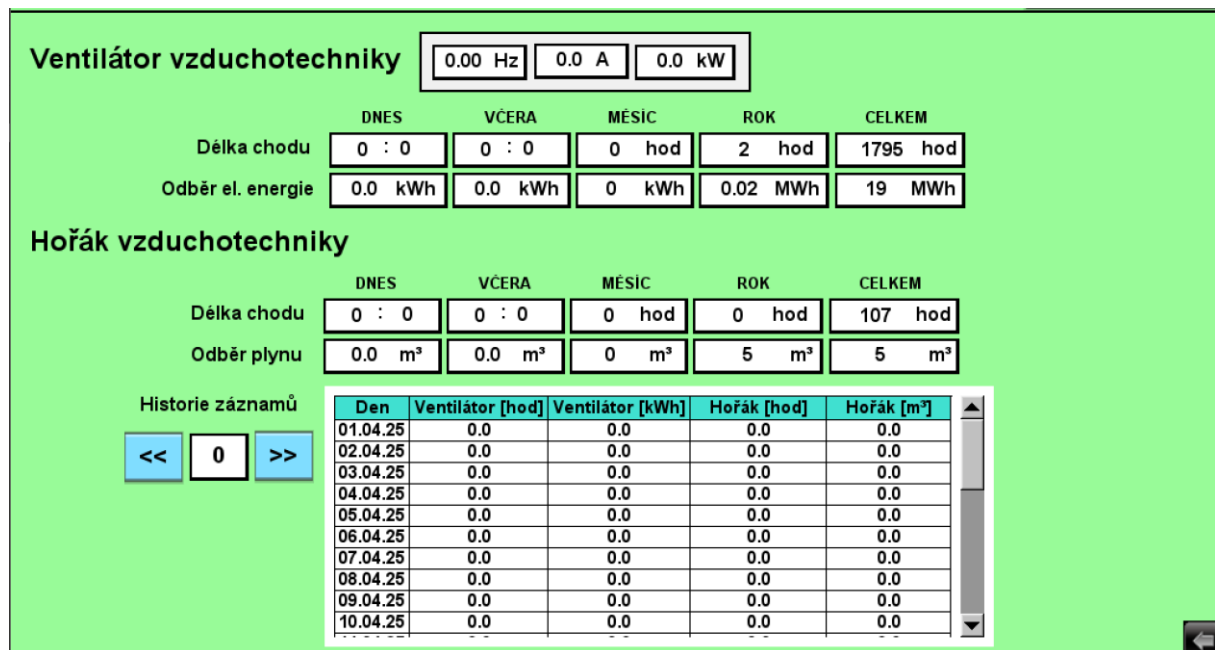 Ventilátor vzduchotechniky 0.00 Hz 0.0 A 0.0 kW
DNES VČERA MĚSÍC ROK CELKEM
Délka chodu 0 : 0 0 : 0 0 hod 2 hod 1795 hod
Odběr el. energie 0.0 kWh 0.0 kWh 0 kWh 0.02 MWh 19 MWh
Hořák vzduchotechniky
DNES VČERA MĚSÍC ROK CELKEM
Délka chodu 0 : 0 0 : 0 0 hod 0 hod 107 hod
Odběr plynu 0.0 m³ 0.0 m³ 0 m³ 5 m³ 5 m³
Historie záznamů
<< 0 >>
Den Ventilátor [hod] Ventilátor [kWh] Hořák [hod] Hořák [m³]
01.04.25 0.0 0.0 0.0 0.0
02.04.25 0.0 0.0 0.0 0.0
03.04.25 0.0 0.0 0.0 0.0
04.04.25 0.0 0.0 0.0 0.0
05.04.25 0.0 0.0 0.0 0.0
06.04.25 0.0 0.0 0.0 0.0
07.04.25 0.0 0.0 0.0 0.0
08.04.25 0.0 0.0 0.0 0.0
09.04.25 0.0 0.0 0.0 0.0
10.04.25 0.0 0.0 0.0 0.0